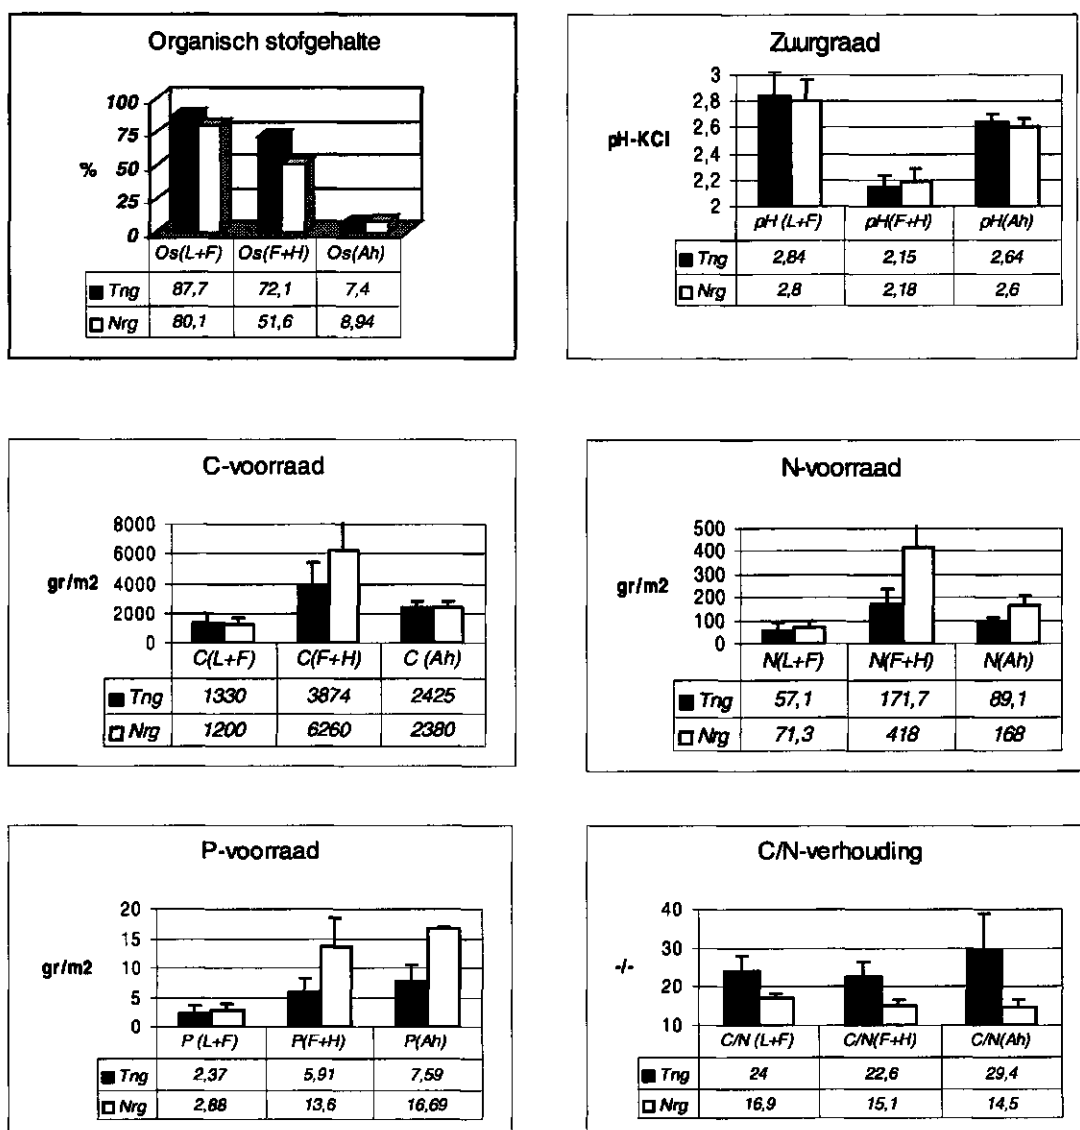 Organisch stofgehalte
100
75
%
50
25
0
Os(L+F) Os(F+H) Os(Ah)
Tng 87,7 72,1 7,4
Nrg 80,1 51,6 8,94
Zuurgraad
3
2,8
pH-KCl
2,6
2,4
2,2
2
pH (L+F) pH(F+H) pH(Ah)
Tng 2,84 2,15 2,64
Nrg 2,8 2,18 2,6
C-voorraad
8000
6000
gr/m2
4000
2000
0
C(L+F) C(F+H) C (Ah)
Tng 1330 3874 2425
Nrg 1200 6260 2380
N-voorraad
500
400
gr/m2
300
200
100
0
N(L+F) N(F+H) N(Ah)
Tng 57,1 171,7 89,1
Nrg 71,3 418 168
P-voorraad
20
15
gr/m2
10
5
0
P (L+F) P(F+H) P(Ah)
Tng 2,37 5,91 7,59
Nrg 2,88 13,6 16,69
C/N-verhouding
40
30
-/-
20
10
C/N (L+F) C/N(F+H) C/N(Ah)
Tng 24 22,6 29,4
Nrg 16,9 15,1 14,5